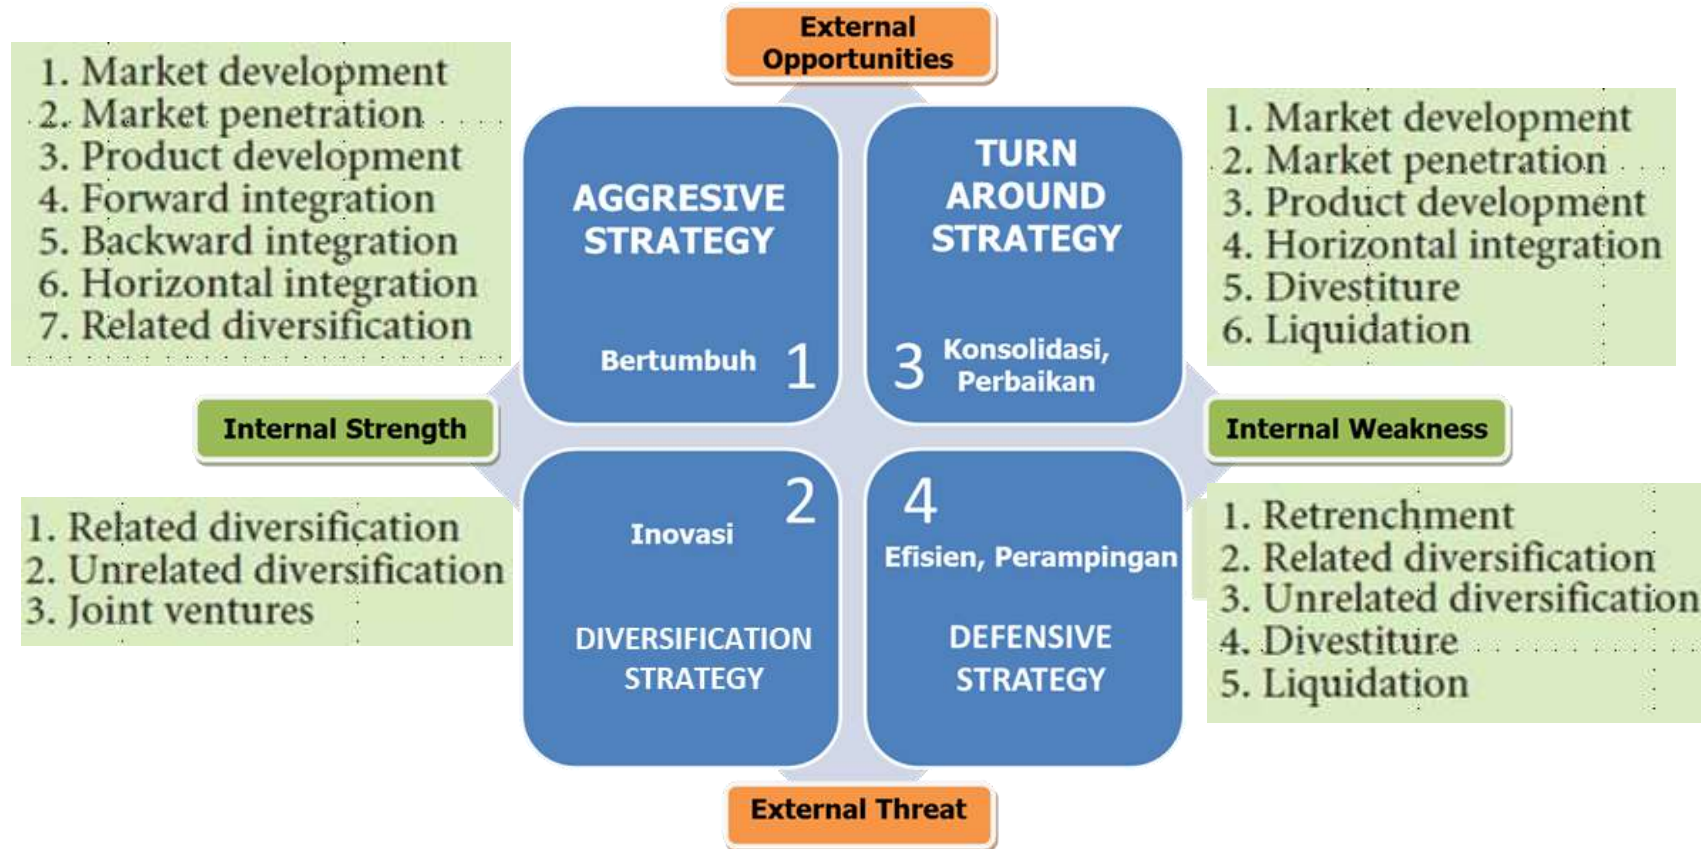 External
Opportunities
1. Market development
2. Market penetration
3. Product development
4. Forward integration
5. Backward integration
6. Horizontal integration
7. Related diversification
AGGRESIVE
STRATEGY
Bertumbuh
1
TURN
AROUND
STRATEGY
3
Konsolidasi,
Perbaikan
1. Market development
2. Market penetration
3. Product development
4. Horizontal integration
5. Divestiture
6. Liquidation
Internal Strength
Internal Weakness
1. Related diversification
2. Unrelated diversification
3. Joint ventures
2
Inovasi
DIVERSIFICATION
STRATEGY
4
Efisien, Perampingan
DEFENSIVE
STRATEGY
1. Retrenchment
2. Related diversification
3. Unrelated diversification
4. Divestiture
5. Liquidation
External Threat